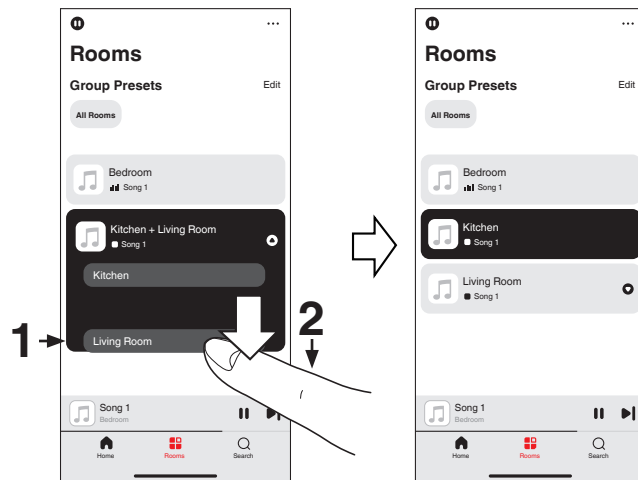 Rooms
Group Presets
Edit
All Rooms
Bedroom
Song 1
Kitchen + Living Room
Song 1
Kitchen
Living Room
1
2
Song 1
Bedroom
Home
Rooms
Search
Rooms
Group Presets
Edit
All Rooms
Bedroom
Song 1
Kitchen
Song 1
Living Room
Song 1
Song 1
Bedroom
Home
Rooms
Search